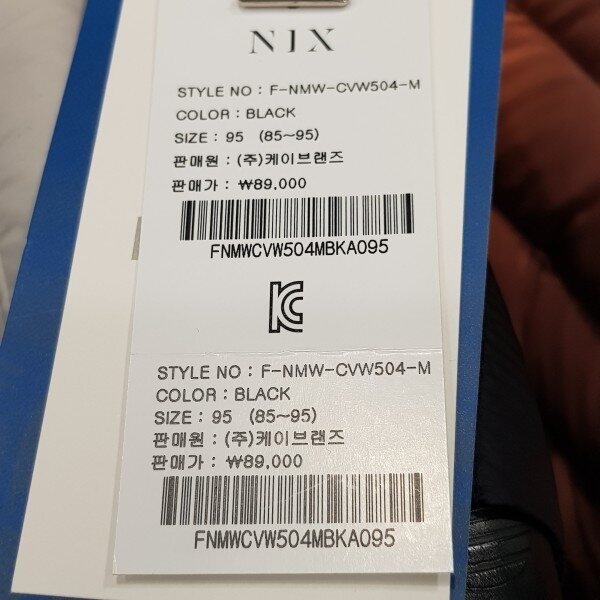 NIX
STYLE NO : F-NMW-CVW504-M
COLOR : BLACK
SIZE : 95 (85~95)
판매원 : (주)케이브랜즈
판매가 : ₩89,000
FNMWCVW504MBKA095
KC
STYLE NO : F-NMW-CVW504-M
COLOR : BLACK
SIZE : 95 (85~95)
판매원 : (주)케이브랜즈
판매가 : ₩89,000
FNMWCVW504MBKA095